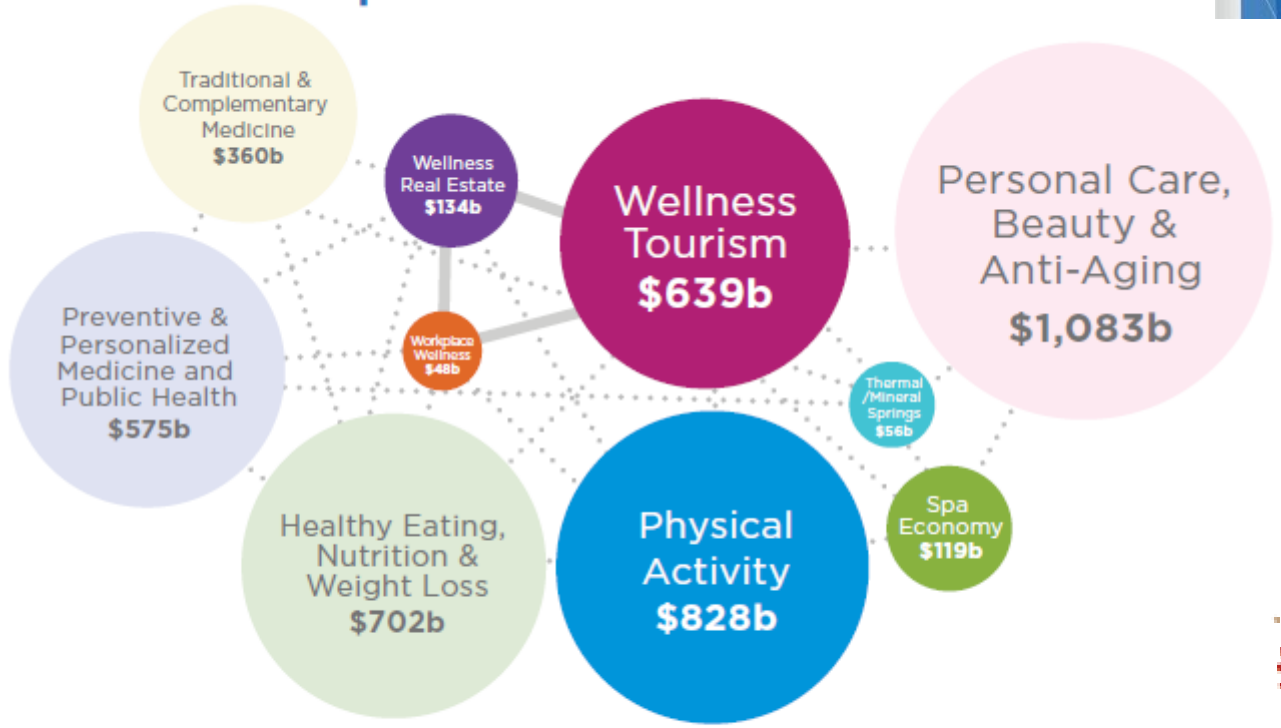 Traditional &
Complementary
Medicine
$360b
Wellness
Real Estate
$134b
Wellness
Tourism
$639b
Personal Care,
Beauty &
Anti-Aging
$1,083b
Preventive &
Personalized
Medicine and
Public Health
$575b
Workplace
Wellness
$48b
Thermal
/Mineral
Springs
$56b
Healthy Eating,
Nutrition &
Weight Loss
$702b
Physical
Activity
$828b
Spa
Economy
$119b